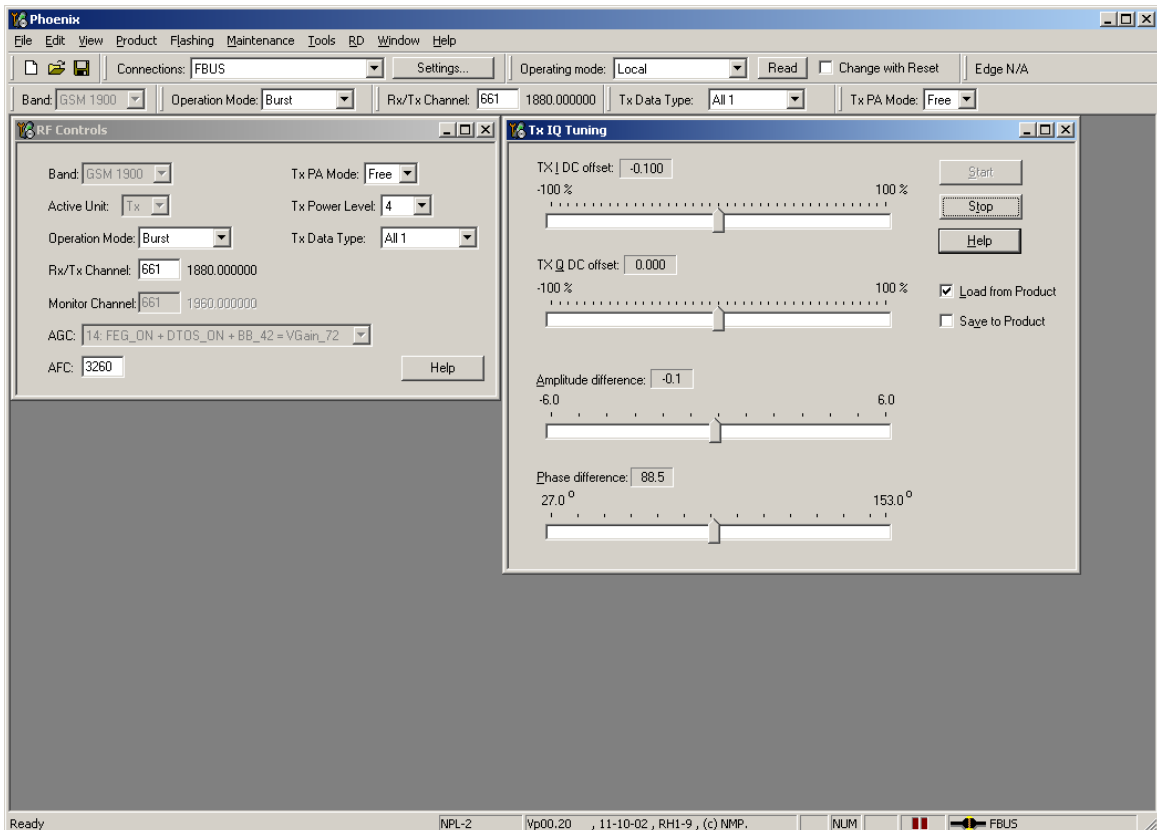 Phoenix
File Edit View Product Flashing Maintenance Tools RD Window Help
Connections: FBUS Settings... Operating mode: Local Read Change with Reset Edge N/A
Band: GSM 1900 Operation Mode: Burst Rx/Tx Channel: 661 1880.000000 Tx Data Type: All 1 Tx PA Mode: Free
RF Controls
Band: GSM 1900 Tx PA Mode: Free
Active Unit: Tx Tx Power Level: 4
Operation Mode: Burst Tx Data Type: All 1
Rx/Tx Channel: 661 1880.000000
Monitor Channel: 661 1960.000000
AGC: 14: FEG_ON + DTOS_ON + BB_42 = VGain_72
AFC: 3260 Help
Tx IQ Tuning
TX I DC offset: -0.100
-100 % 100 %
TX Q DC offset: 0.000
-100 % 100 %
Amplitude difference: -0.1
-6.0 6.0
Phase difference: 88.5
27.0 º 153.0 º
Start
Stop
Help
Load from Product
Save to Product
Ready NPL-2 Vp00.20 , 11-10-02 , RH1-9 , (c) NMP. NUM FBUS